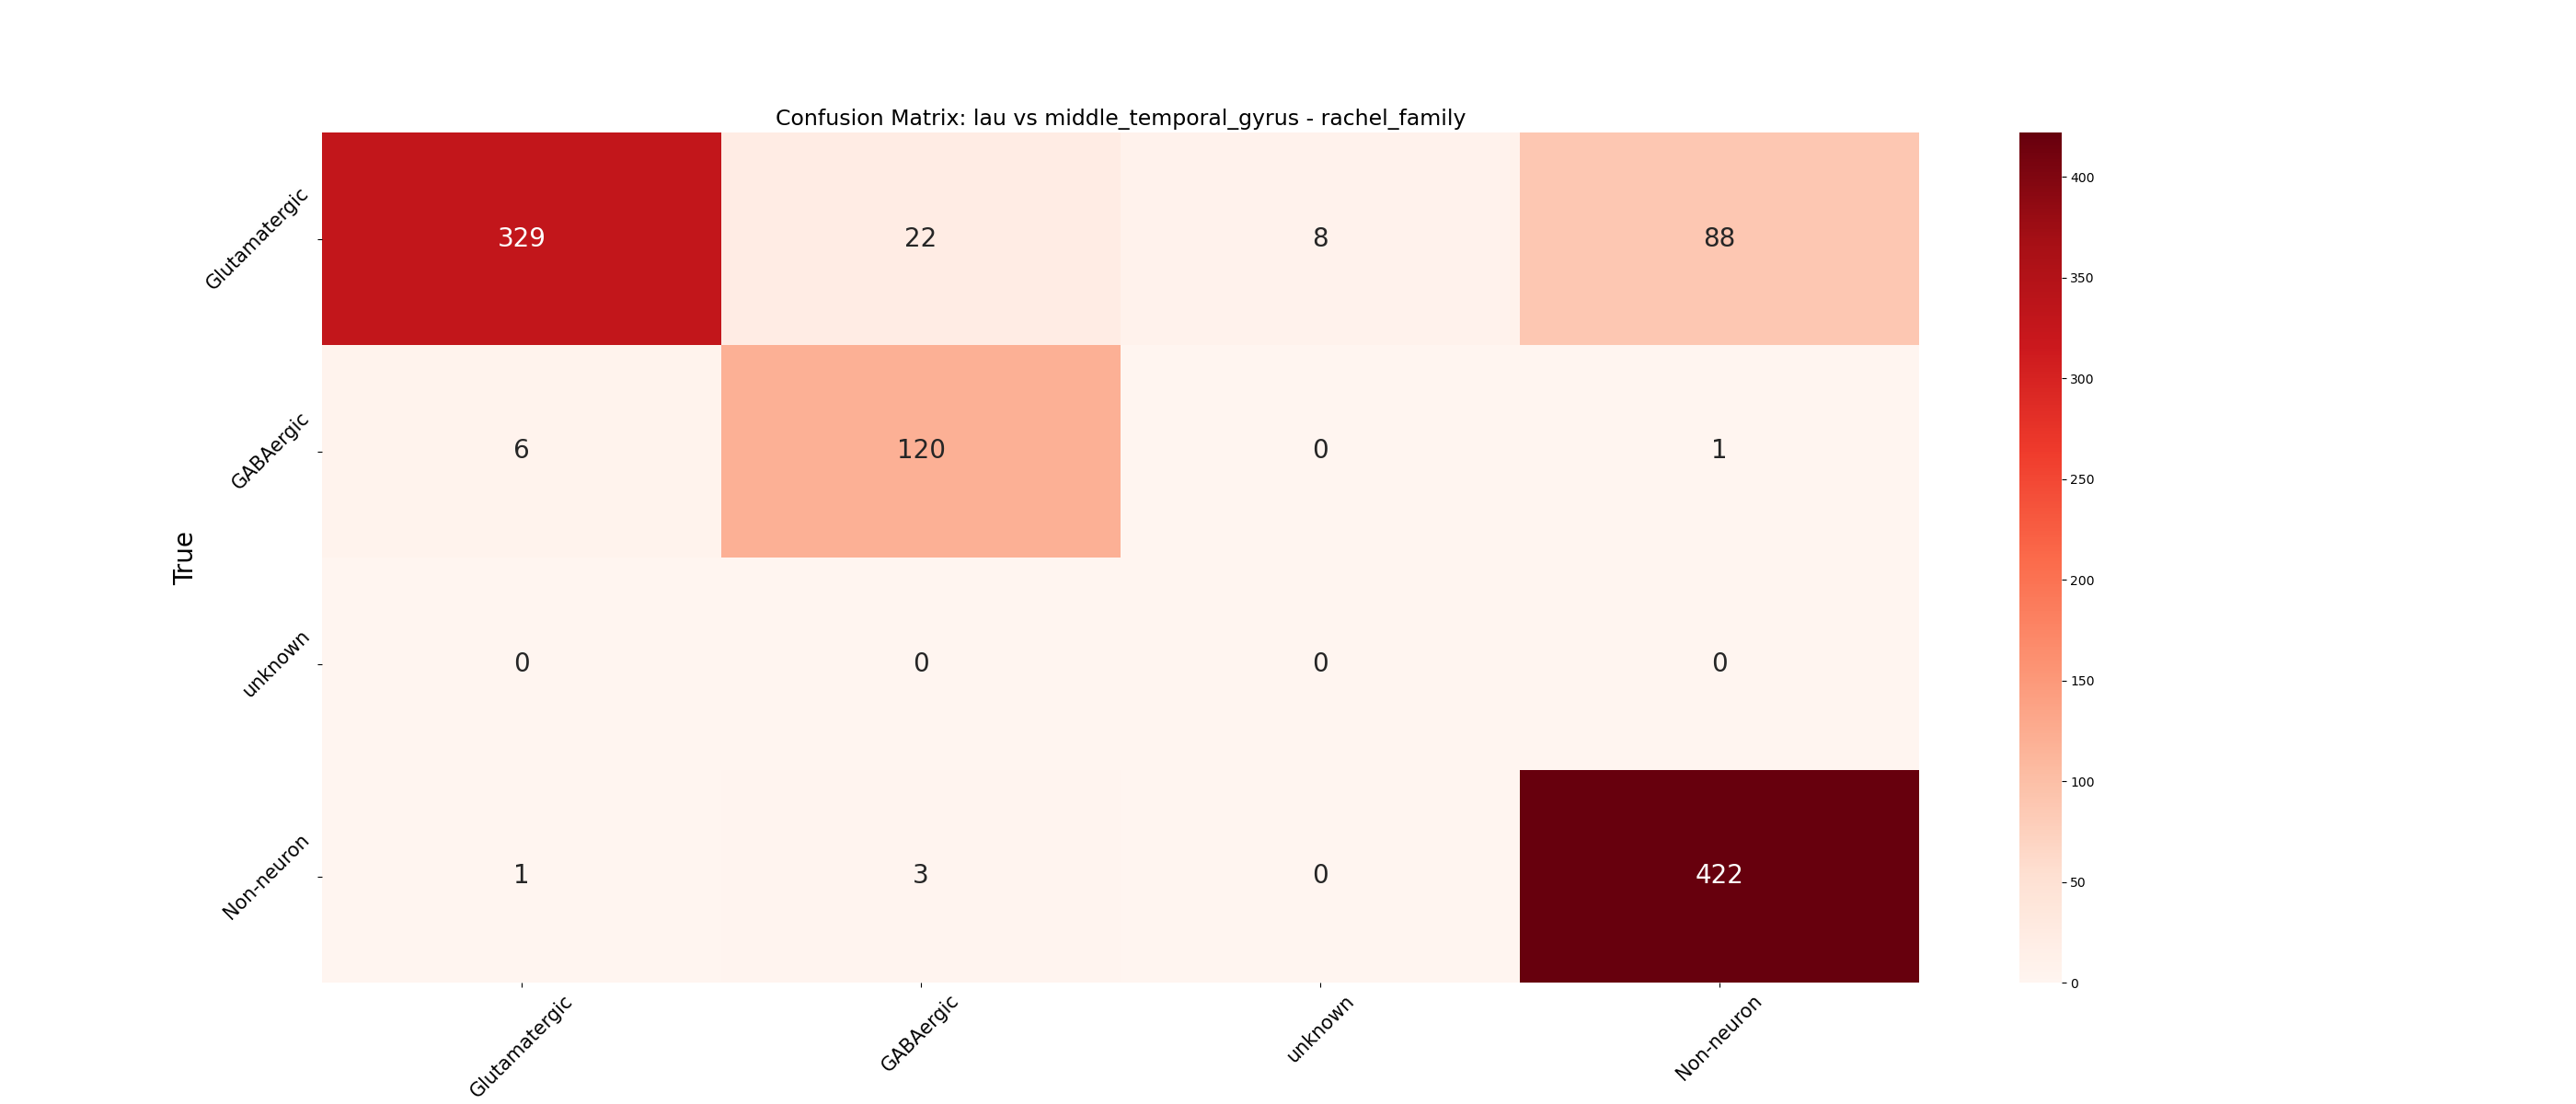 Confusion Matrix: lau vs middle_temporal_gyrus - rachel_family
True
Glutamatergic
329 22 8 88
GABAergic
6 120 0 1
unknown
0 0 0 0
Non-neuron
1 3 0 422
Glutamatergic GABAergic unknown Non-neuron
400
350
300
250
200
150
100
50
0